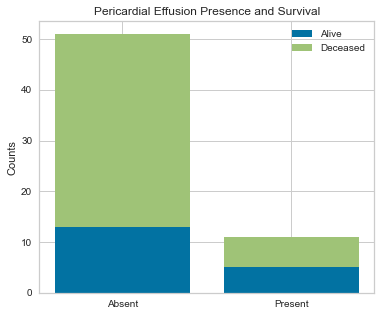 Pericardial Effusion Presence and Survival
Alive
Deceased
50
40
30
20
10
0
Counts
Absent
Present